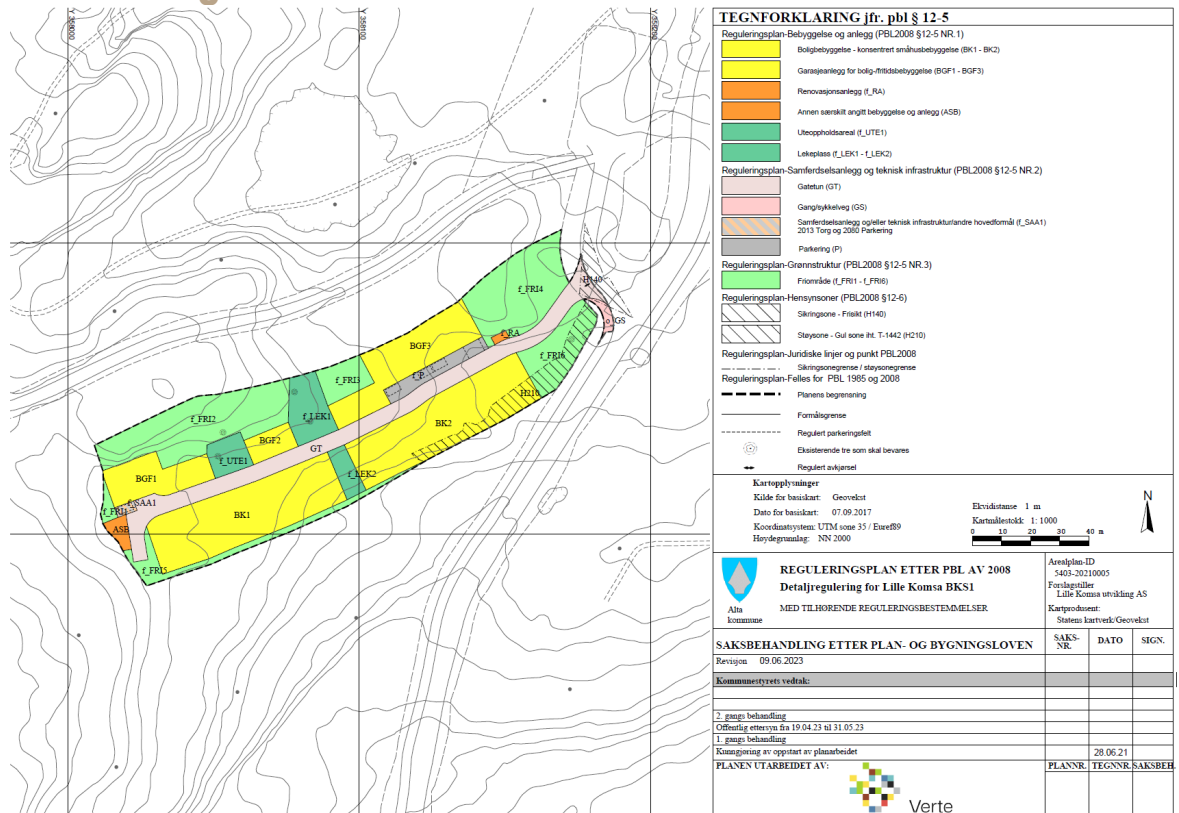 Y 358000
Y 358100
Y 358200
H140
f_FRI4
GS
f_RA
BGF3
f_FRI6
f_P
f_FRI3
H210
f_FRI2
f_LEK1
BK2
BGF2
GT
f_UTE1
f_LEK2
BGF1
f_SAA1
f_FRI1
BK1
ASB
f_FRI5
TEGNFORKLARING jfr. pbl § 12-5
Reguleringsplan-Bebyggelse og anlegg (PBL2008 §12-5 NR.1)
Boligbebyggelse - konsentrert småhusbebyggelse (BK1 - BK2)
Garasjeanlegg for bolig-/fritidsbebyggelse (BGF1 - BGF3)
Renovasjonsanlegg (f_RA)
Annen særskilt angitt bebyggelse og anlegg (ASB)
Uteoppholdsareal (f_UTE1)
Lekeplass (f_LEK1 - f_LEK2)
Reguleringsplan-Samferdselsanlegg og teknisk infrastruktur (PBL2008 §12-5 NR.2)
Gatetun (GT)
Gang/sykkelveg (GS)
Samferdselsanlegg og/eller teknisk infrastruktur/andre hovedformål (f_SAA1)
2013 Torg og 2080 Parkering
Parkering (P)
Reguleringsplan-Grønnstruktur (PBL2008 §12-5 NR.3)
Friområde (f_FRI1 - f_FRI6)
Reguleringsplan-Hensynsoner (PBL2008 §12-6)
Sikringsone - Frisikt (H140)
Støysone - Gul sone iht. T-1442 (H210)
Reguleringsplan-Juridiske linjer og punkt PBL2008
Sikringsonegrense / støysonegrense
Reguleringsplan-Felles for PBL 1985 og 2008
Planens begrensning
Formålsgrense
Regulert parkeringsfelt
Eksisterende tre som skal bevares
Regulert avkjørsel
Kartopplysninger
Kilde for basiskart: Geovekst
Dato for basiskart: 07.09.2017
Koordinatsystem: UTM sone 35 / Euref89
Høydegrunnlag: NN 2000
Ekvidistanse 1 m
Kartmålestokk 1: 1000
0 10 20 30 40 m
N
Alta
kommune
REGULERINGSPLAN ETTER PBL AV 2008
Detaljregulering for Lille Komsa BKS1
MED TILHØRENDE REGULERINGSBESTEMMELSER
Arealplan-ID
5403-20210005
Forslagstiller
Lille Komsa utvikling AS
Kartprodusent:
Statens kartverk/Geovekst
SAKSBEHANDLING ETTER PLAN- OG BYGNINGSLOVEN
SAKS-
NR.
DATO
SIGN.
Revisjon 09.06.2023
Kommunestyrets vedtak:
2. gangs behandling
Offentlig ettersyn fra 19.04.23 til 31.05.23
1. gangs behandling
Kunngjøring av oppstart av planarbeidet
28.06.21
PLANEN UTARBEIDET AV:
PLANNR.
TEGNNR.
SAKSBEH.
Verte